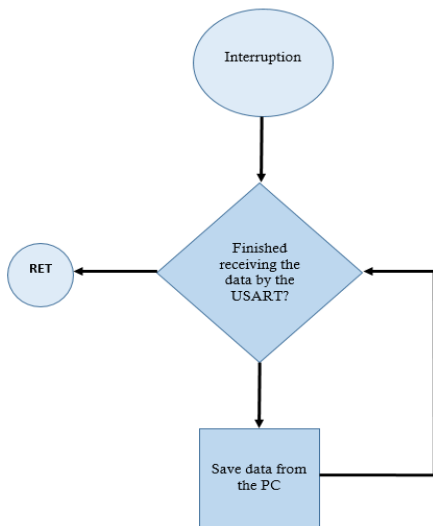 Interruption
Finished
receiving the
data by the
USART?
RET
Save data from
the PC